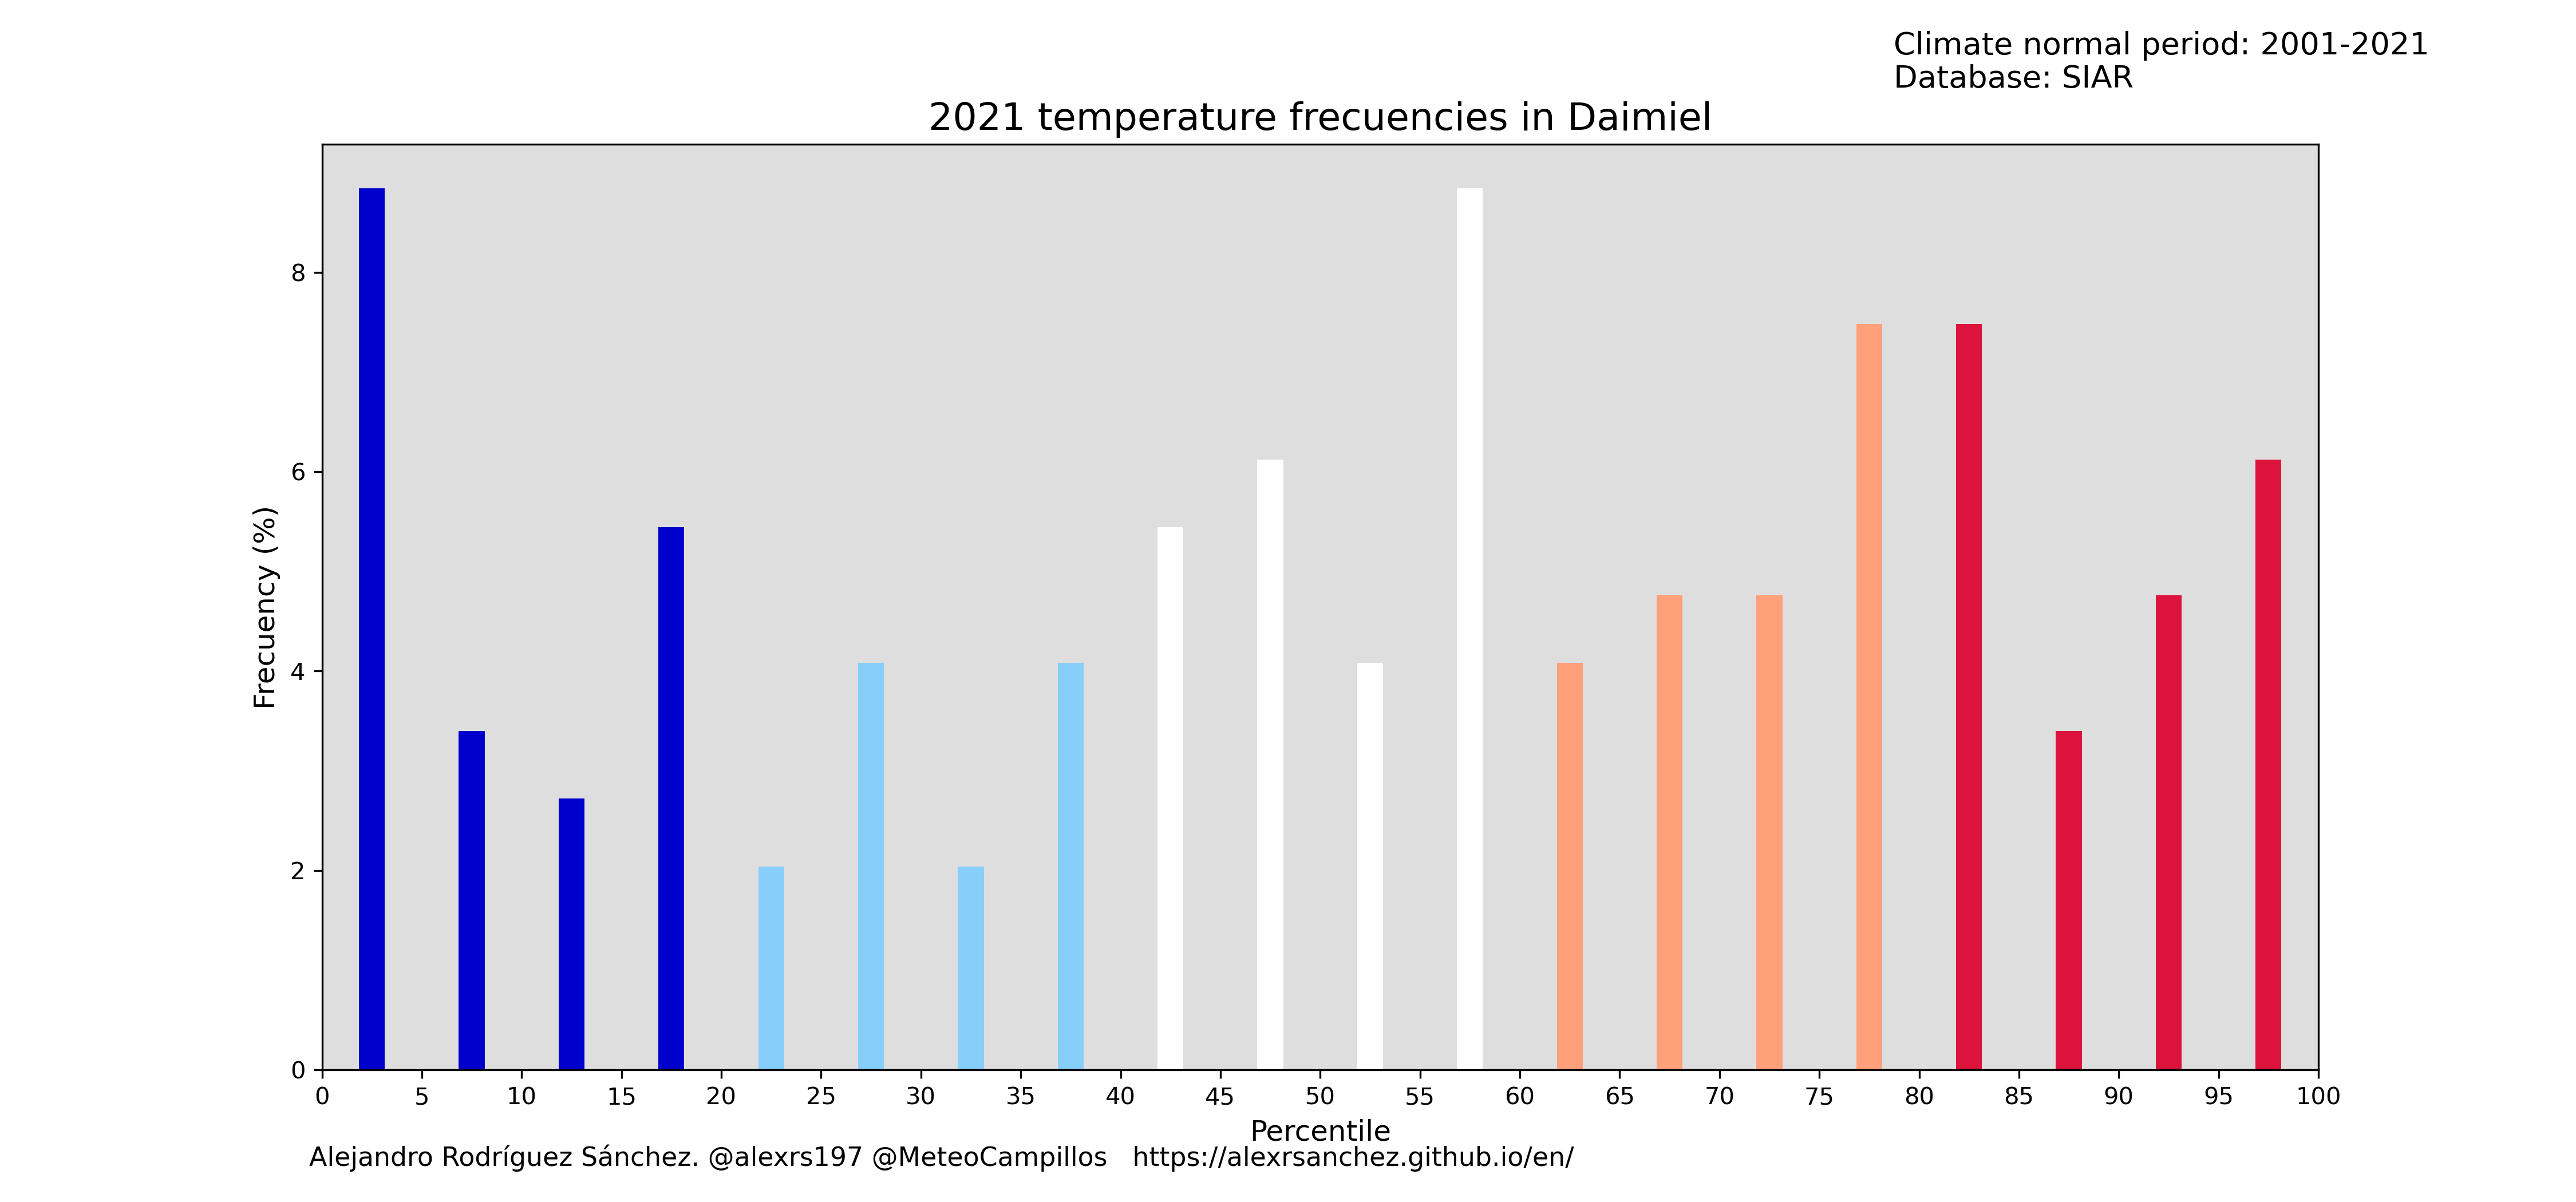 Climate normal period: 2001-2021
Database: SIAR
2021 temperature frecuencies in Daimiel
Frecuency (%)
8
6
4
2
0
0 5 10 15 20 25 30 35 40 45 50 55 60 65 70 75 80 85 90 95 100
Percentile
Alejandro Rodríguez Sánchez. @alexrs197 @MeteoCampillos https://alexrsanchez.github.io/en/